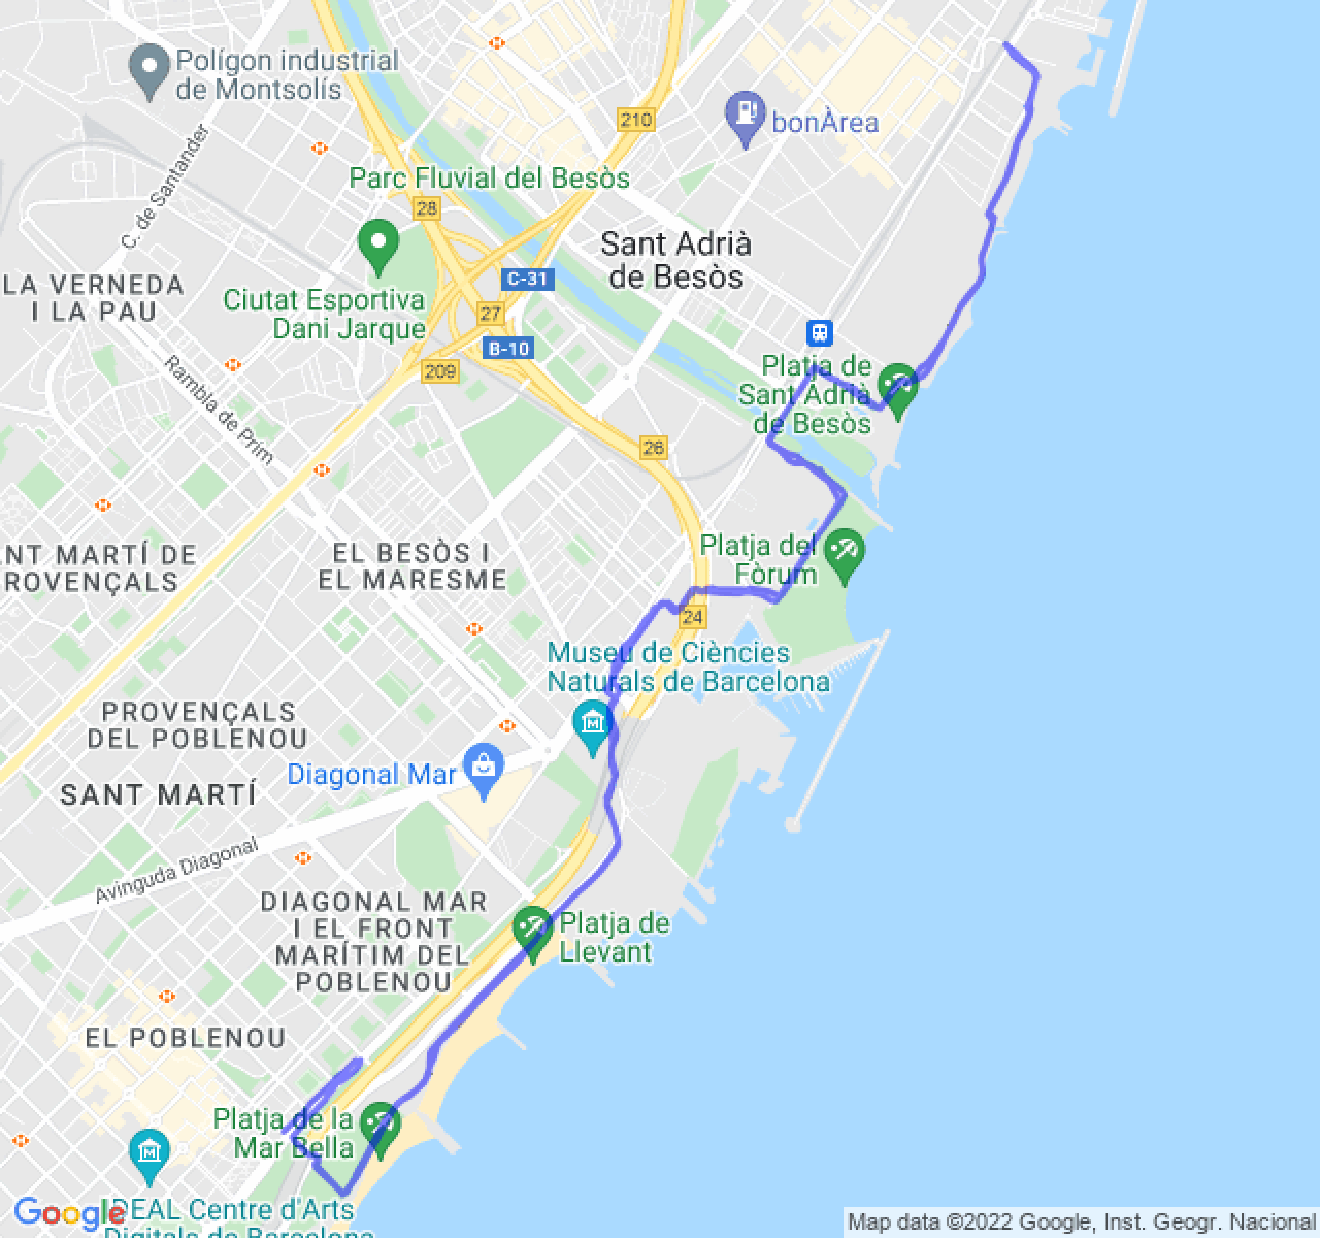 Polígon industrial
de Montsolís
210
bonÀrea
C. de Santander
Parc Fluvial del Besòs
28
Sant Adrià
de Besòs
C-31
LA VERNEDA
I LA PAU
Ciutat Esportiva
Dani Jarque
27
B-10
209
Rambla de Prim
Platja de
Sant Adrià
de Besòs
26
NT MARTÍ DE
ROVENÇALS
EL BESÒS I
EL MARESME
Platja del
Fòrum
24
Museu de Ciències
Naturals de Barcelona
PROVENÇALS
DEL POBLENOU
Diagonal Mar
SANT MARTÍ
Avinguda Diagonal
DIAGONAL MAR
I EL FRONT
MARÍTIM DEL
POBLENOU
Platja de
Llevant
EL POBLENOU
Platja de la
Mar Bella
IDEAL Centre d'Arts
Digitals de Barcelona
Google
Map data ©2022 Google, Inst. Geogr. Nacional